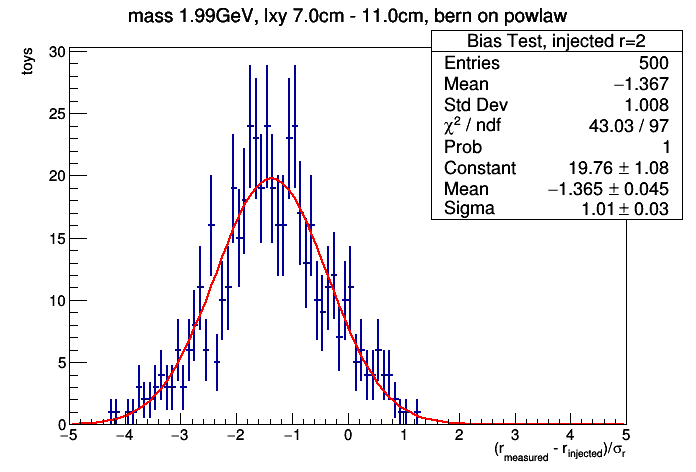 mass 1.99GeV, lxy 7.0cm - 11.0cm, bern on powlaw
toys
Bias Test, injected r=2
Entries 500
Mean −1.367
Std Dev 1.008
χ² / ndf 43.03 / 97
Prob 1
Constant 19.76 ± 1.08
Mean −1.365 ± 0.045
Sigma 1.01 ± 0.03
30
25
20
15
10
5
0
−5 −4 −3 −2 −1 0 1 2 3 4 5
(r_measured - r_injected)/σ_r